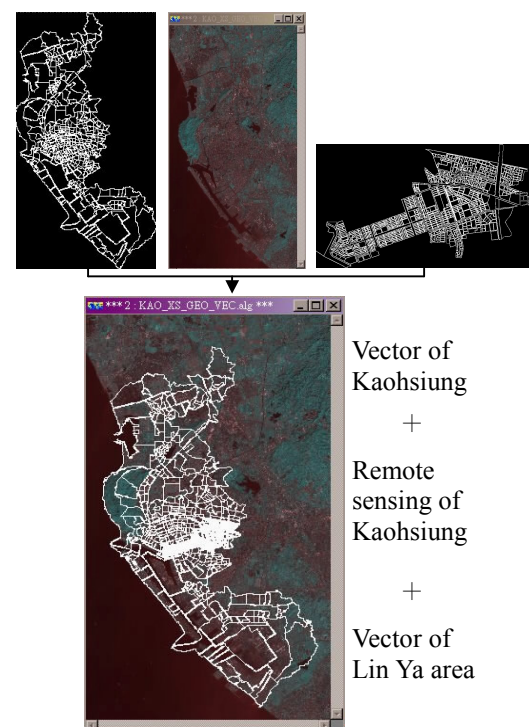 ***2: KAO_XS_GEO_VEC.alg ***
Vector of
Kaohsiung
+
Remote
sensing of
Kaohsiung
+
Vector of
Lin Ya area